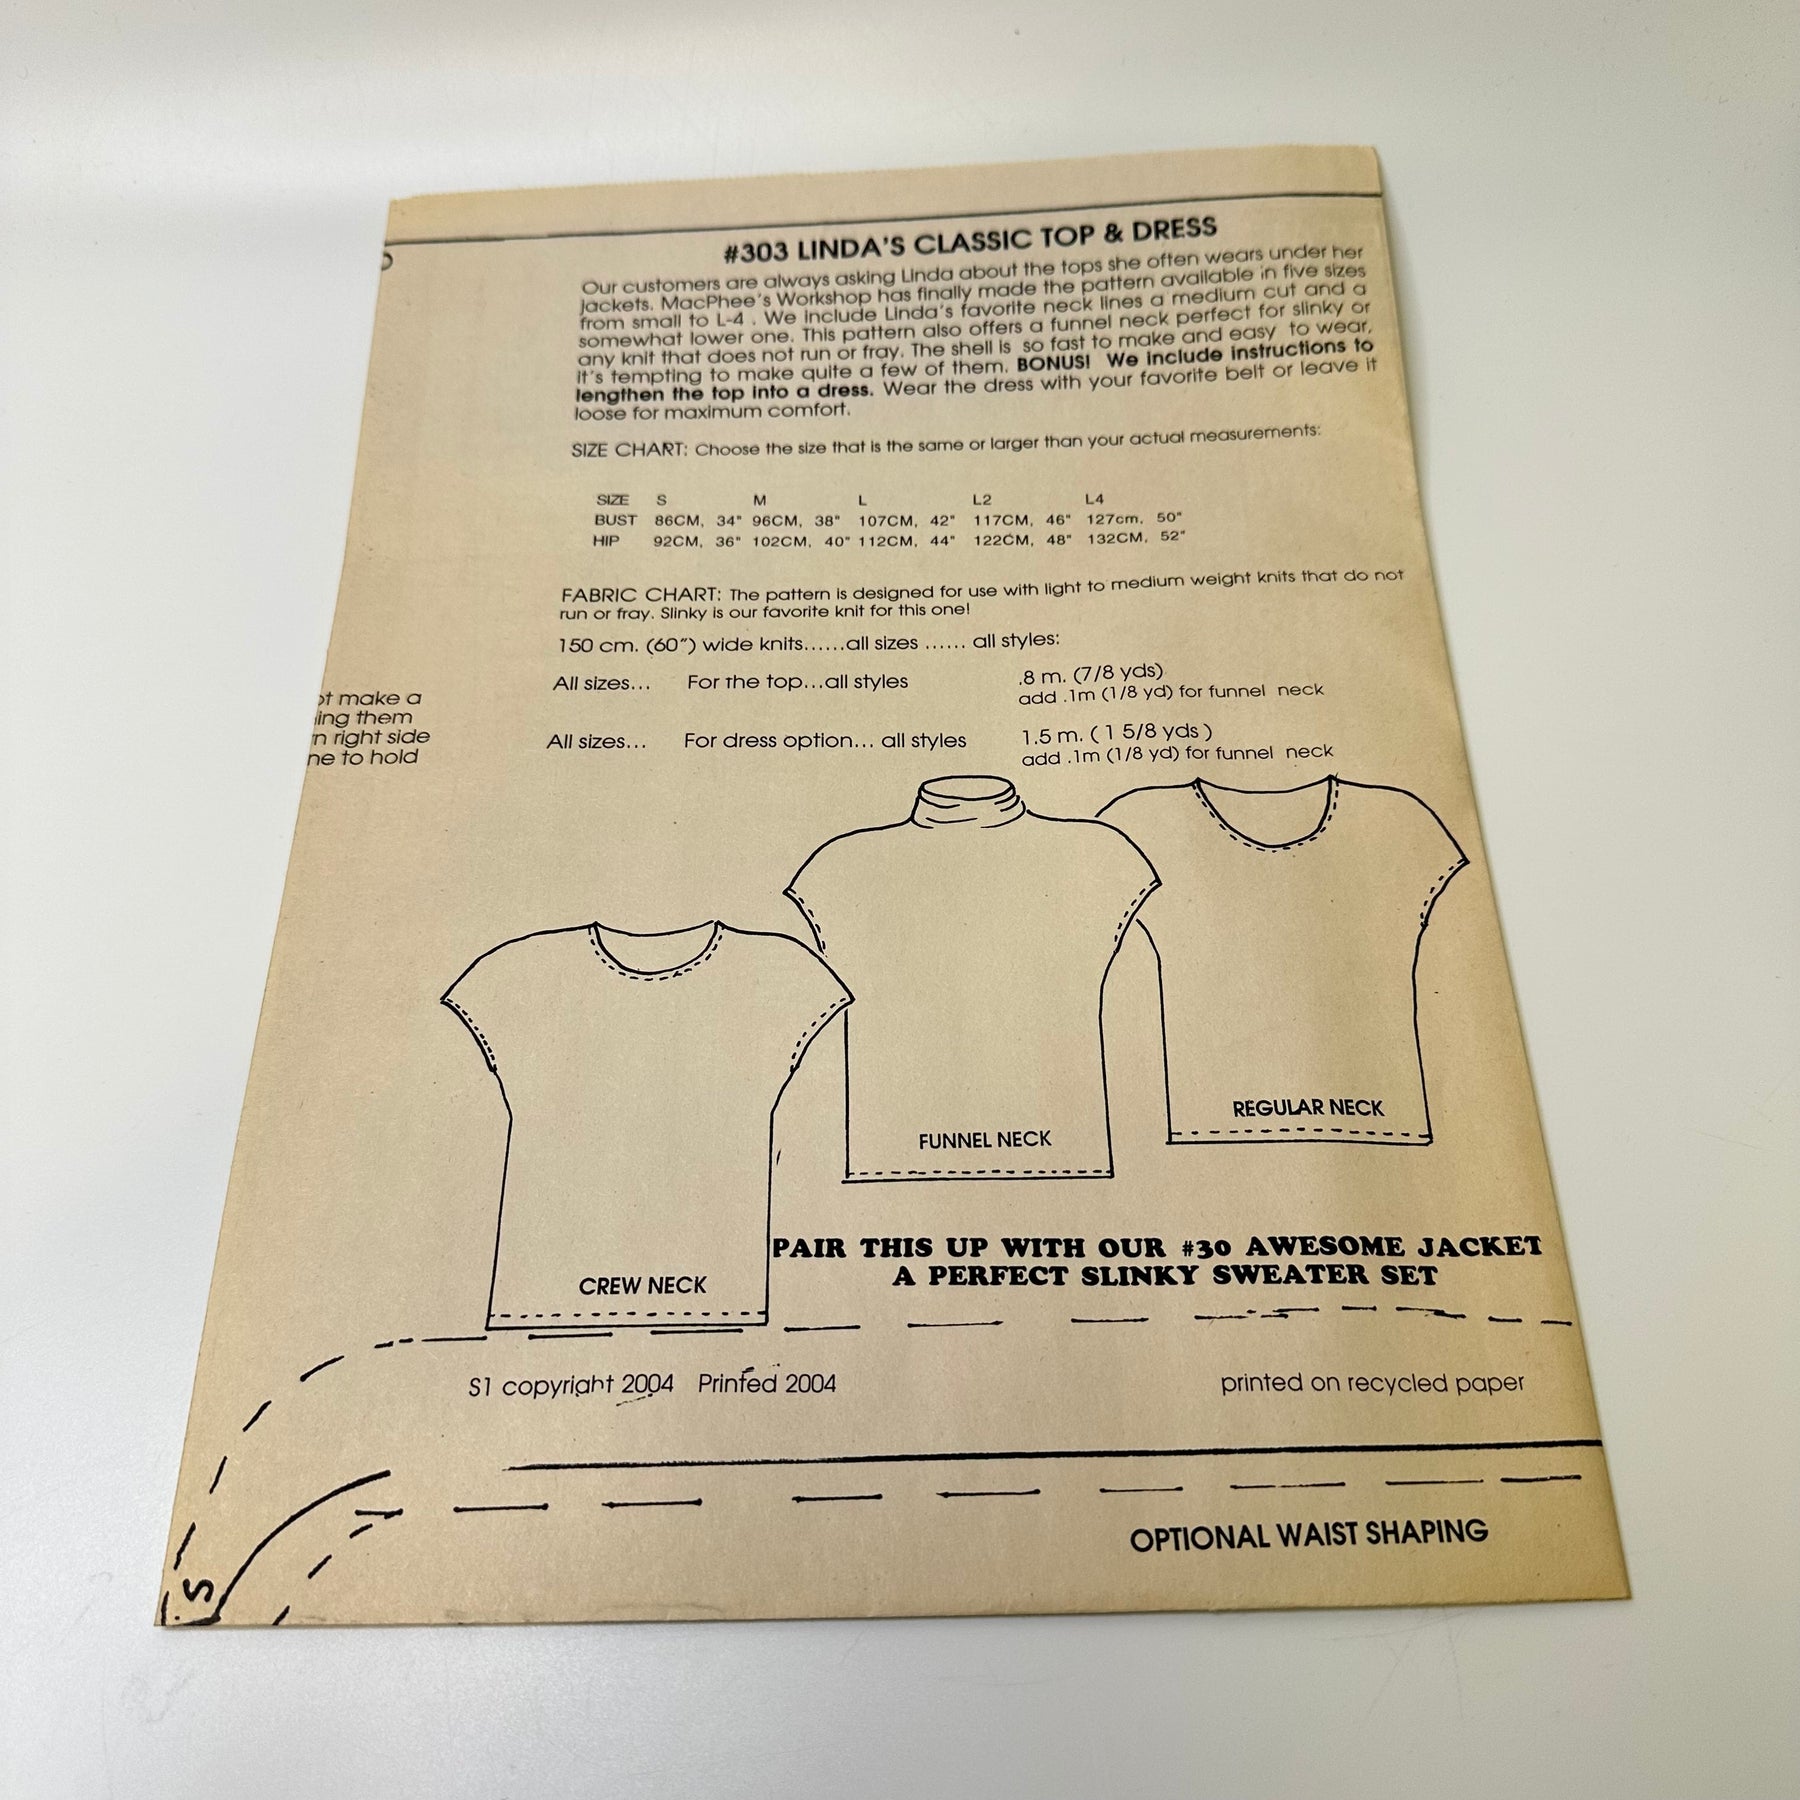 #303 LINDA'S CLASSIC TOP & DRESS
Our customers are always asking Linda about the tops she often wears under her
jackets. MacPhee's Workshop has finally made the pattern available in five sizes
from small to L-4 . We include Linda's favorite neck lines a medium cut and a
somewhat lower one. This pattern also offers a funnel neck perfect for slinky or
any knit that does not run or fray. The shell is so fast to make and easy to wear,
it's tempting to make quite a few of them. BONUS! We include instructions to
lengthen the top into a dress. Wear the dress with your favorite belt or leave it
loose for maximum comfort.
SIZE CHART: Choose the size that is the same or larger than your actual measurements:
SIZE S M L L2 L4
BUST 86CM, 34" 96CM, 38" 107CM, 42" 117CM, 46" 127cm, 50"
HIP 92CM, 36" 102CM, 40" 112CM, 44" 122CM, 48" 132CM, 52"
FABRIC CHART: The pattern is designed for use with light to medium weight knits that do not
run or fray. Slinky is our favorite knit for this one!
150 cm. (60") wide knits......all sizes ...... all styles:
All sizes... For the top...all styles .8 m. (7/8 yds)
add .1m (1/8 yd) for funnel neck
All sizes... For dress option... all styles 1.5 m. ( 1 5/8 yds )
add .1m (1/8 yd) for funnel neck
ot make a
ing them
n right side
ne to hold
REGULAR NECK
FUNNEL NECK
CREW NECK
PAIR THIS UP WITH OUR #30 AWESOME JACKET
A PERFECT SLINKY SWEATER SET
S1 copyright 2004 Printed 2004
printed on recycled paper
OPTIONAL WAIST SHAPING
S